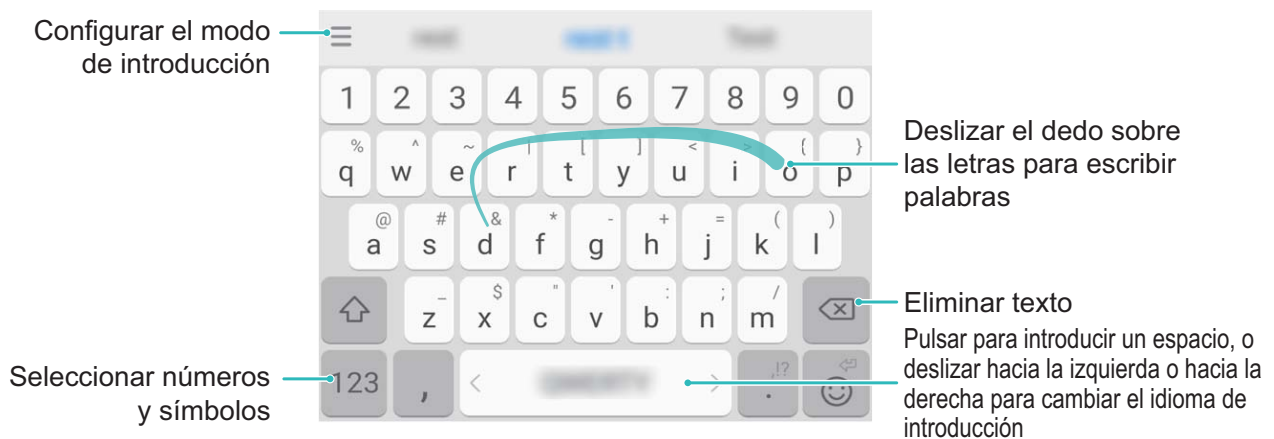 Configurar el modo
de introducción
1 2 3 4 5 6 7 8 9 0
% ^ ~ | [ ] < > { }
q w e r t y u i o p
Deslizar el dedo sobre
las letras para escribir
palabras
@ # & * - + = ( )
a s d f g h j k l
_ $ " ' : ; /
z x c v b n m
Eliminar texto
Pulsar para introducir un espacio, o
deslizar hacia la izquierda o hacia la
derecha para cambiar el idioma de
introducción
Seleccionar números
y símbolos
,!?
123 , < > .